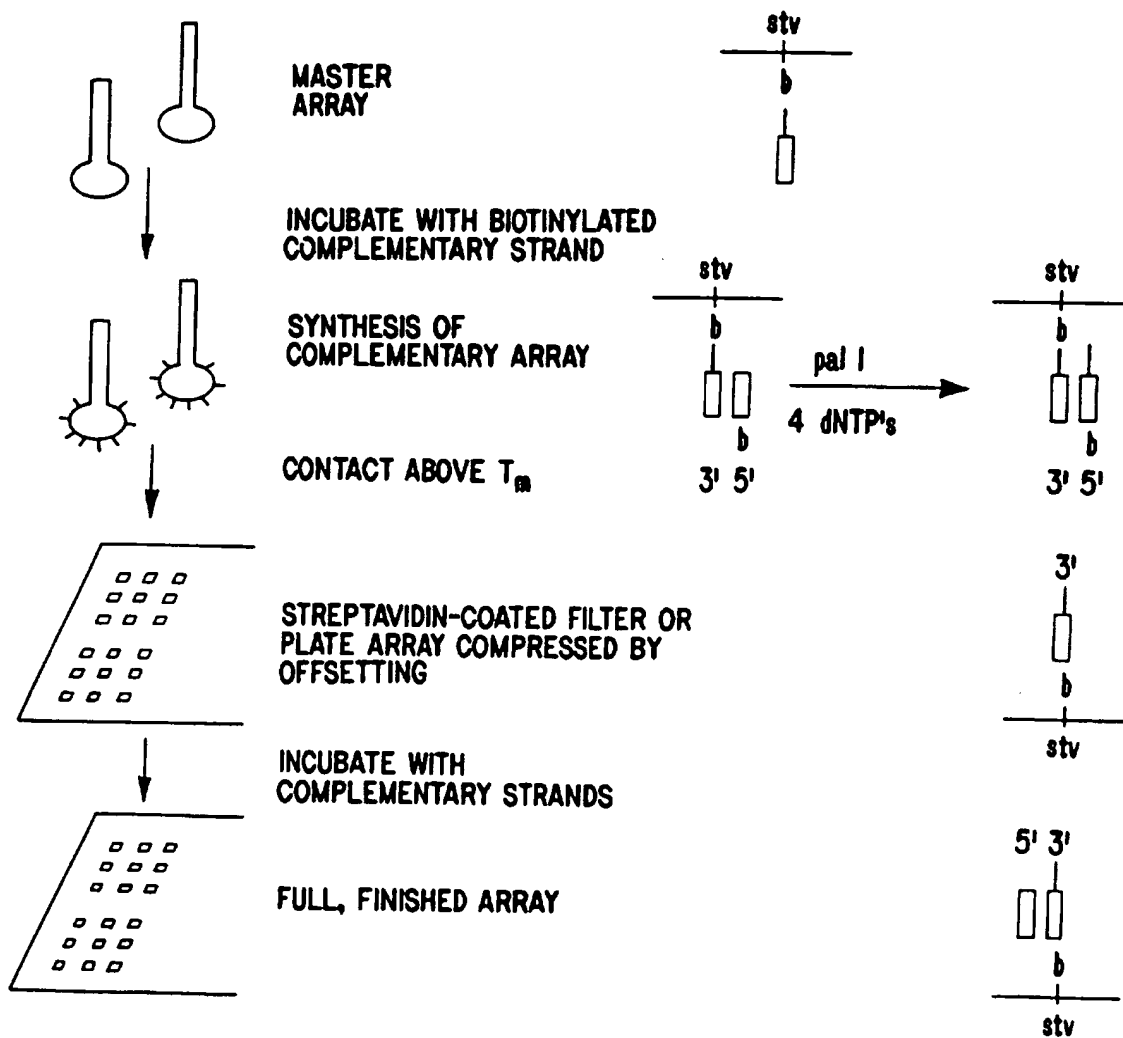 stv
MASTER
ARRAY
b
INCUBATE WITH BIOTINYLATED
COMPLEMENTARY STRAND
stv
stv
b
b
SYNTHESIS OF
COMPLEMENTARY ARRAY
pal I
4 dNTP's
b
b
CONTACT ABOVE Tm
3' 5'
3' 5'
3'
STREPTAVIDIN-COATED FILTER OR
PLATE ARRAY COMPRESSED BY
OFFSETTING
b
stv
INCUBATE WITH
COMPLEMENTARY STRANDS
5' 3'
FULL, FINISHED ARRAY
b
stv